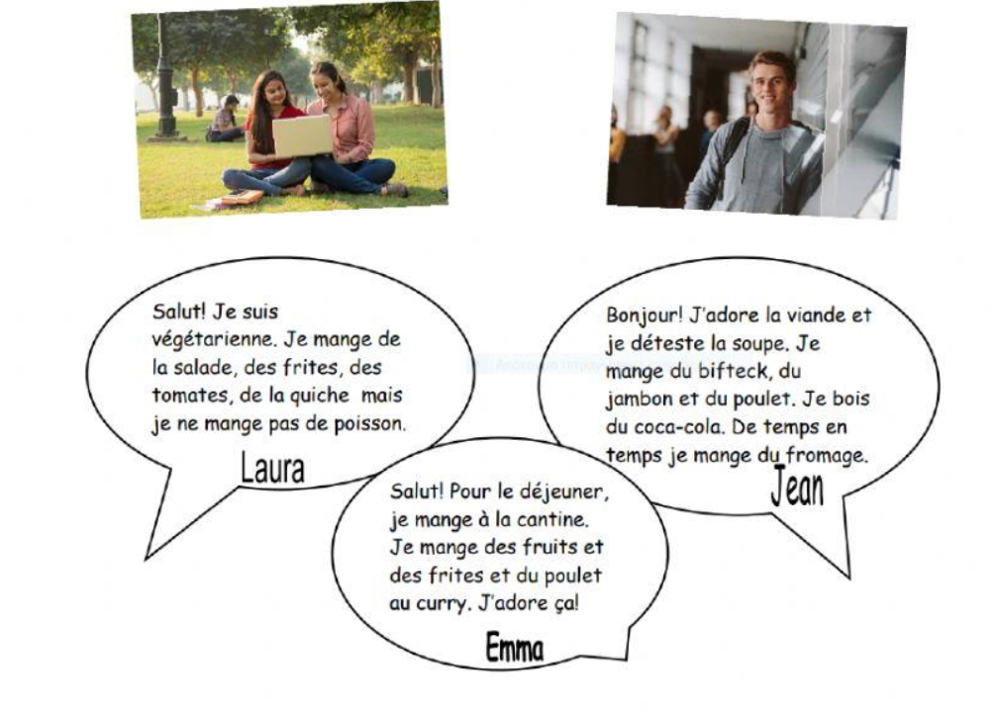 Salut! Je suis
végétarienne. Je mange de
la salade, des frites, des
tomates, de la quiche mais
je ne mange pas de poisson.
Laura
Bonjour! J'adore la viande et
je déteste la soupe. Je
mange du bifteck, du
jambon et du poulet. Je bois
du coca-cola. De temps en
temps je mange du fromage.
Jean
Salut! Pour le déjeuner,
je mange à la cantine.
Je mange des fruits et
des frites et du poulet
au curry. J'adore ça!
Emma